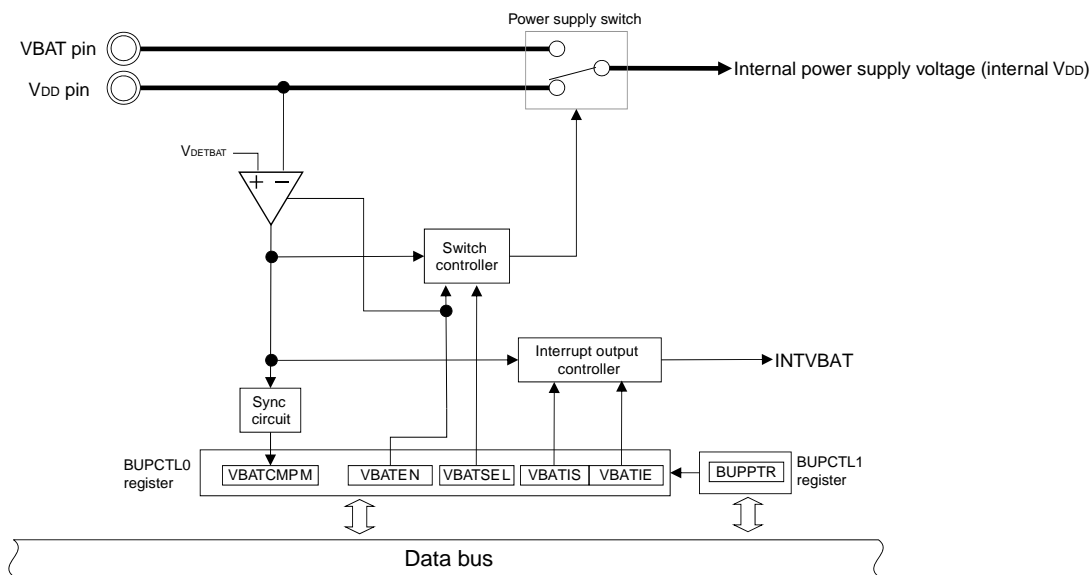 Power supply switch
VBAT pin
VDD pin
Internal power supply voltage (internal VDD)
VDETBAT
+ −
Switch
controller
Interrupt output
controller
INTVBAT
Sync
circuit
BUPCTL0
register
VBATCMPM
VBATEN
VBATSEL
VBATIS
VBATIE
BUPPTR
BUPCTL1
register
Data bus